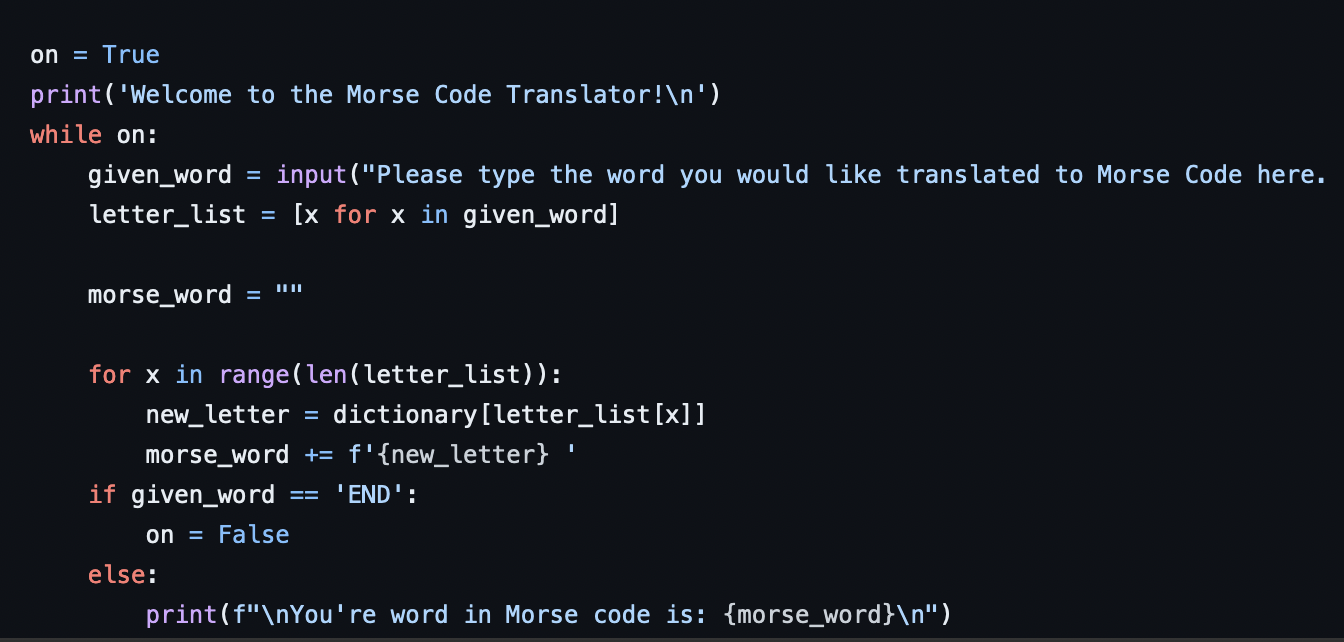 on = True
print('Welcome to the Morse Code Translator!\n')
while on:
    given_word = input("Please type the word you would like translated to Morse Code here.
    letter_list = [x for x in given_word]

    morse_word = ""

    for x in range(len(letter_list)):
        new_letter = dictionary[letter_list[x]]
        morse_word += f'{new_letter} '
    if given_word == 'END':
        on = False
    else:
        print(f"\nYou're word in Morse code is: {morse_word}\n")